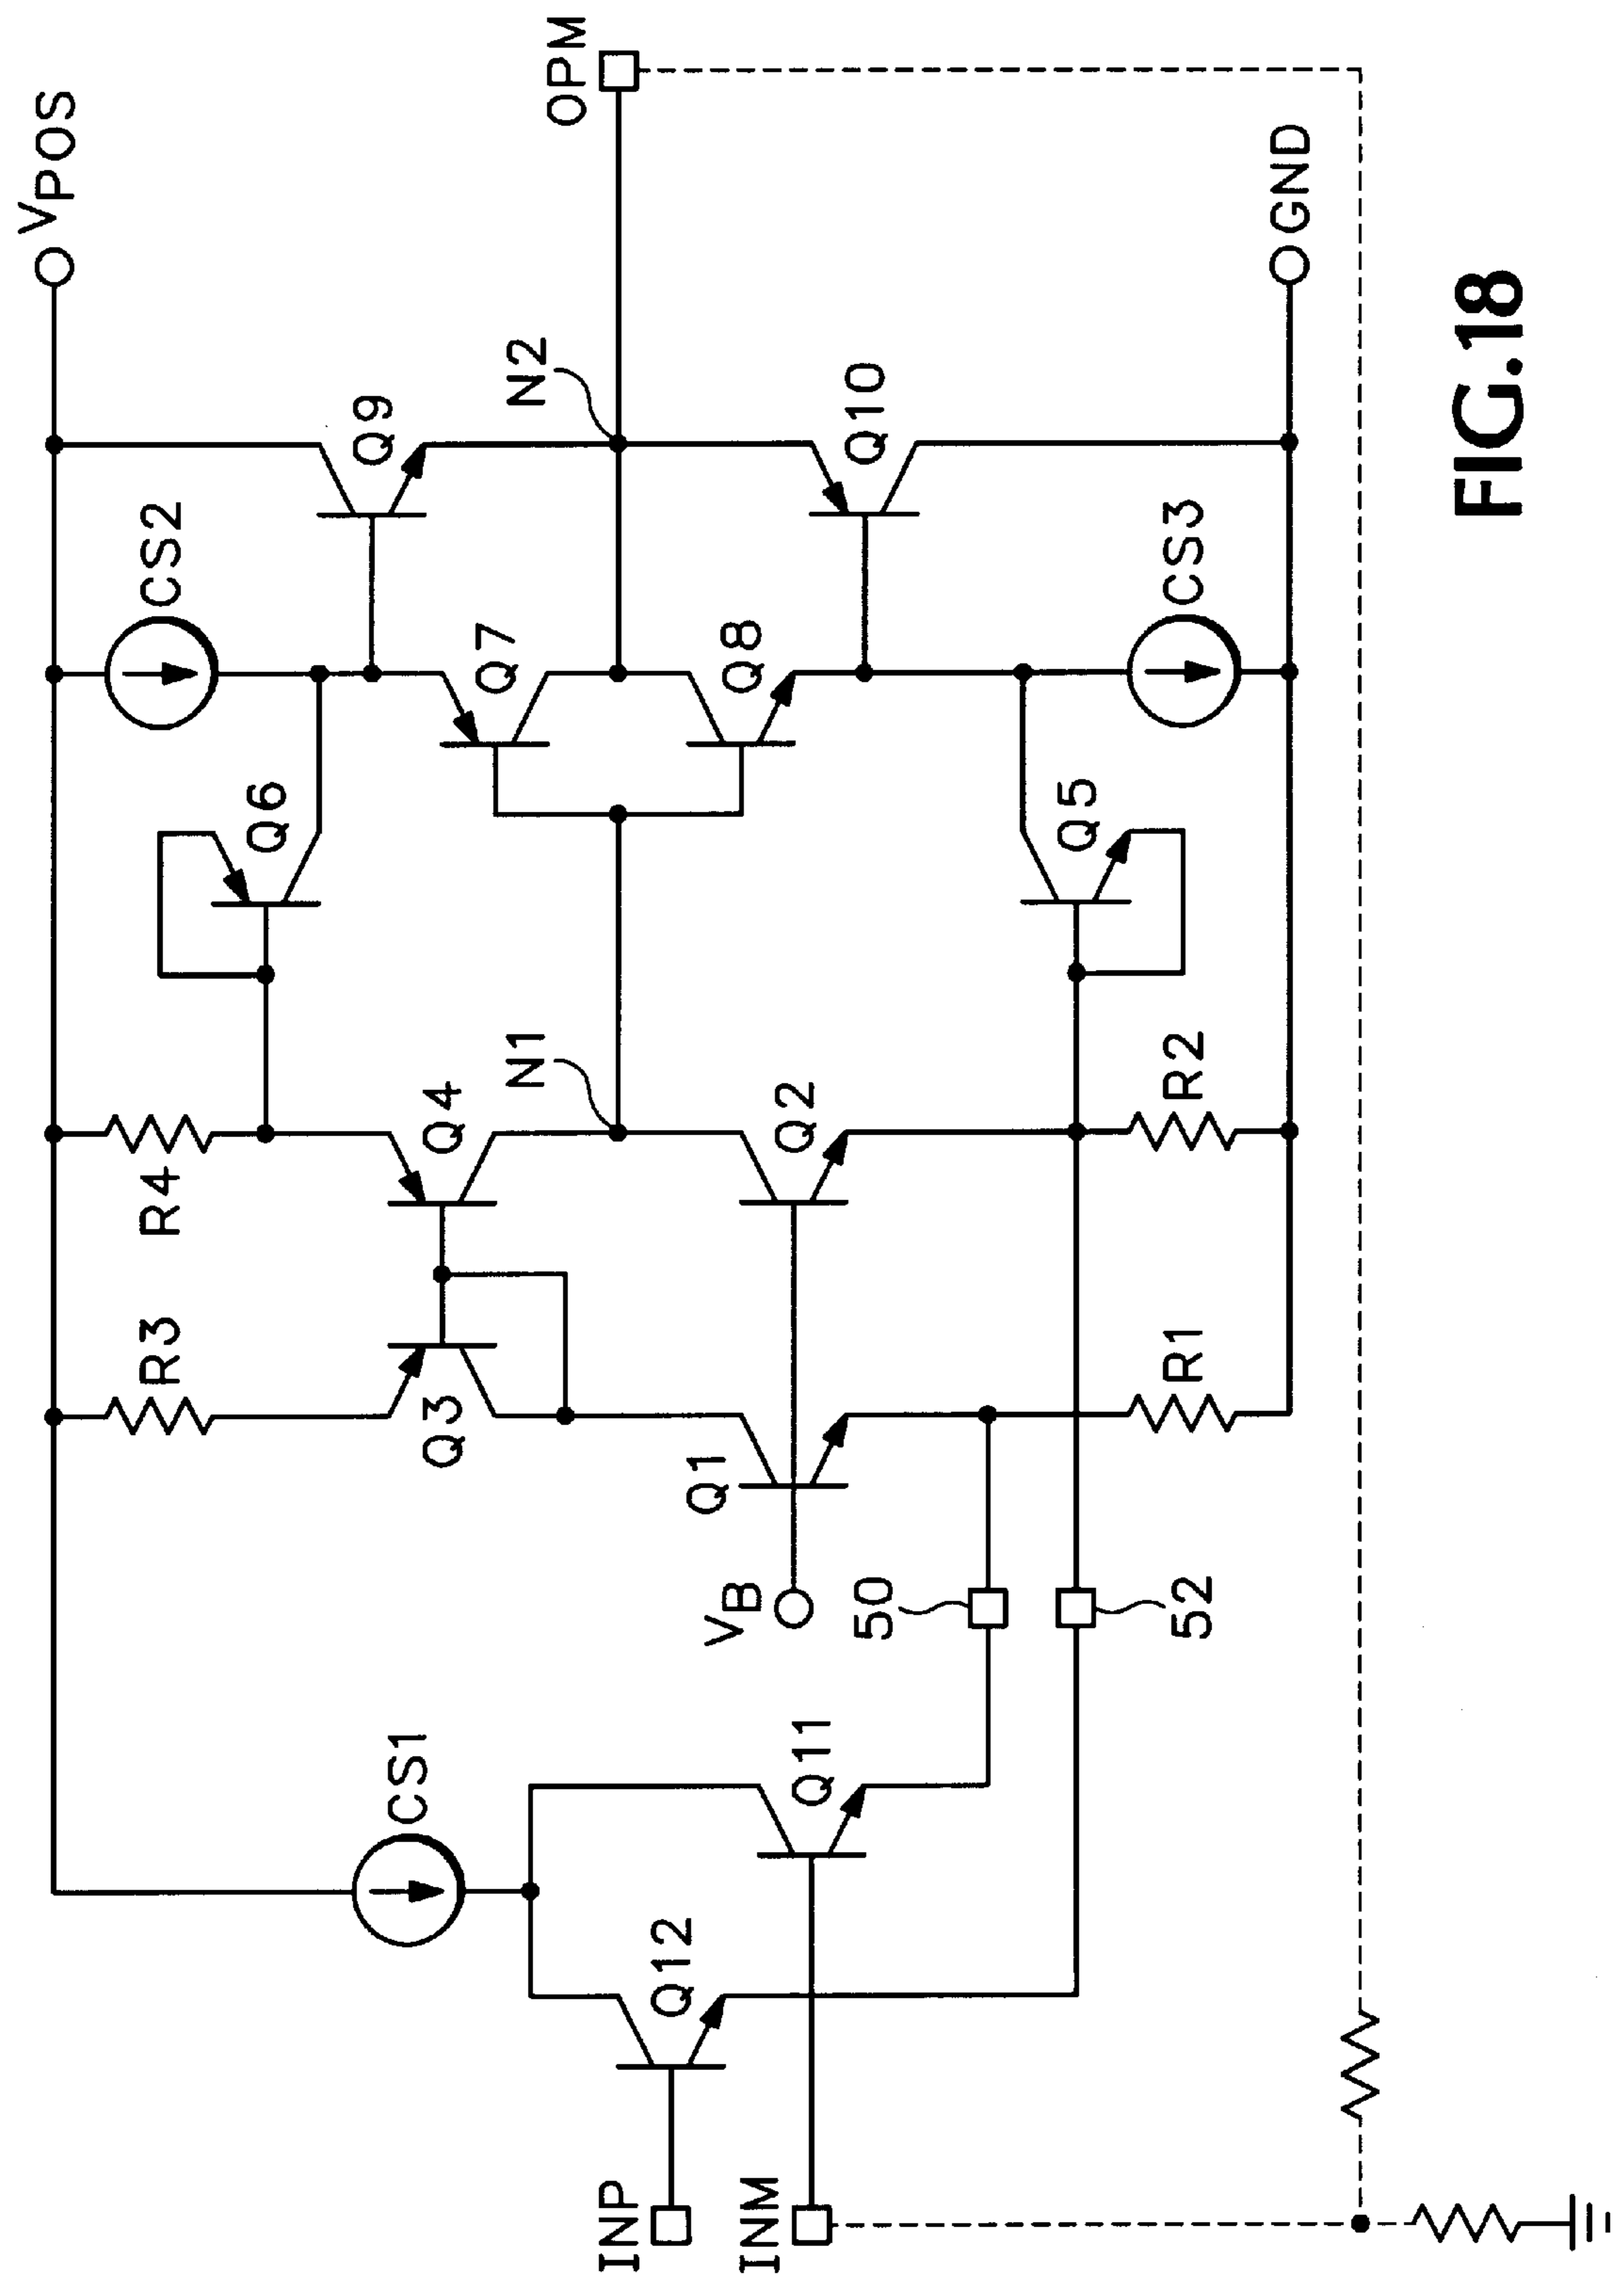 VPOS
OPM
CS2
Q9
N2
Q6
Q7
R4
R3
CS1
Q4
N1
Q8
Q10
Q3
Q2
Q1
VB
Q12
Q11
INP
INM
50
52
Q5
CS3
R2
R1
GND
FIG.18